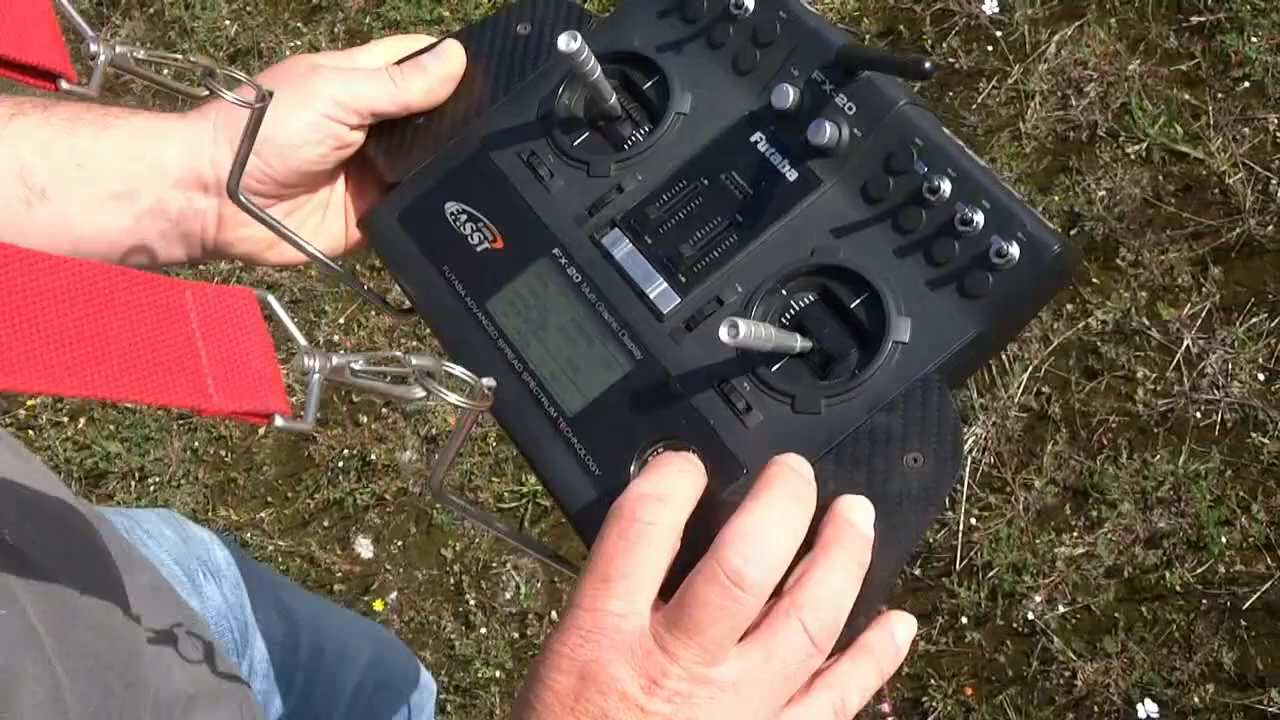 FX-20
Futaba
FASST
FX-20 Multi Graphic Display
FUTABA ADVANCED SPREAD SPECTRUM TECHNOLOGY